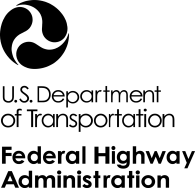 U.S. Department
of Transportation
Federal Highway
Administration